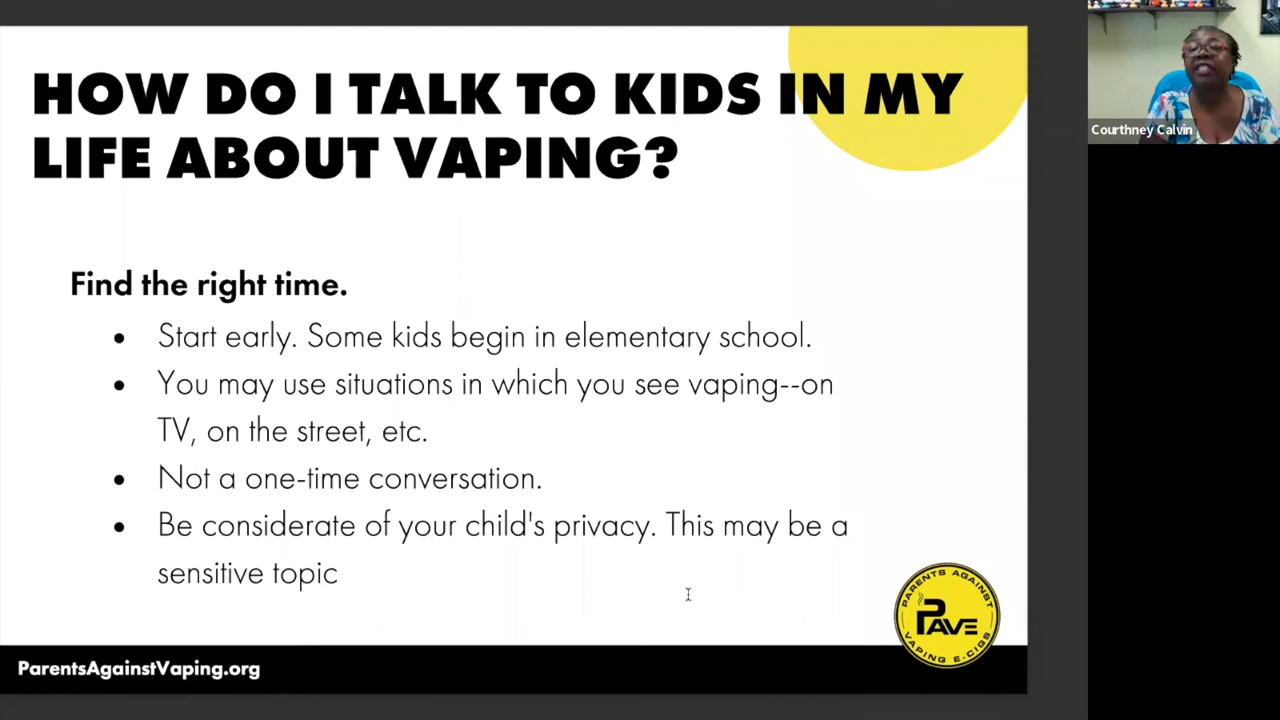 HOW DO I TALK TO KIDS IN MY
LIFE ABOUT VAPING?
Find the right time.
• Start early. Some kids begin in elementary school.
• You may use situations in which you see vaping--on
TV, on the street, etc.
• Not a one-time conversation.
• Be considerate of your child's privacy. This may be a
sensitive topic
PARENTS AGAINST
PAVE
VAPING E-CIGS
ParentsAgainstVaping.org
Courthney Calvin